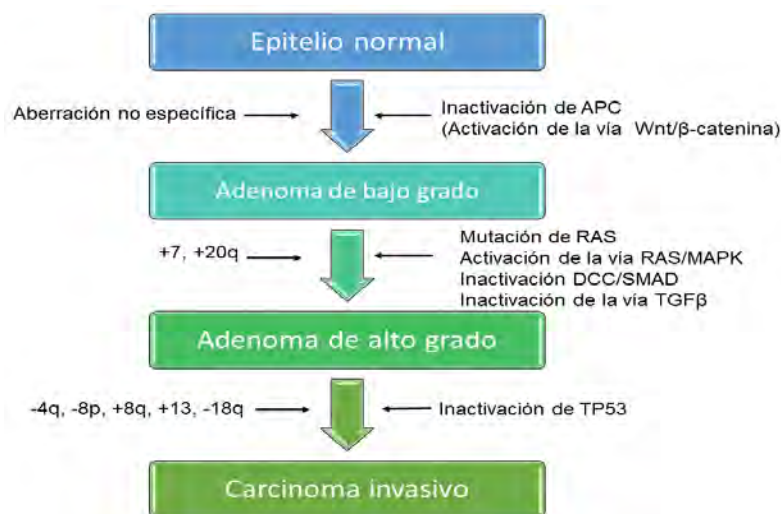 Epitelio normal
Aberración no específica
Inactivación de APC
(Activación de la vía Wnt/β-catenina)
Adenoma de bajo grado
+7, +20q
Mutación de RAS
Activación de la vía RAS/MAPK
Inactivación DCC/SMAD
Inactivación de la vía TGFβ
Adenoma de alto grado
-4q, -8p, +8q, +13, -18q
Inactivación de TP53
Carcinoma invasivo